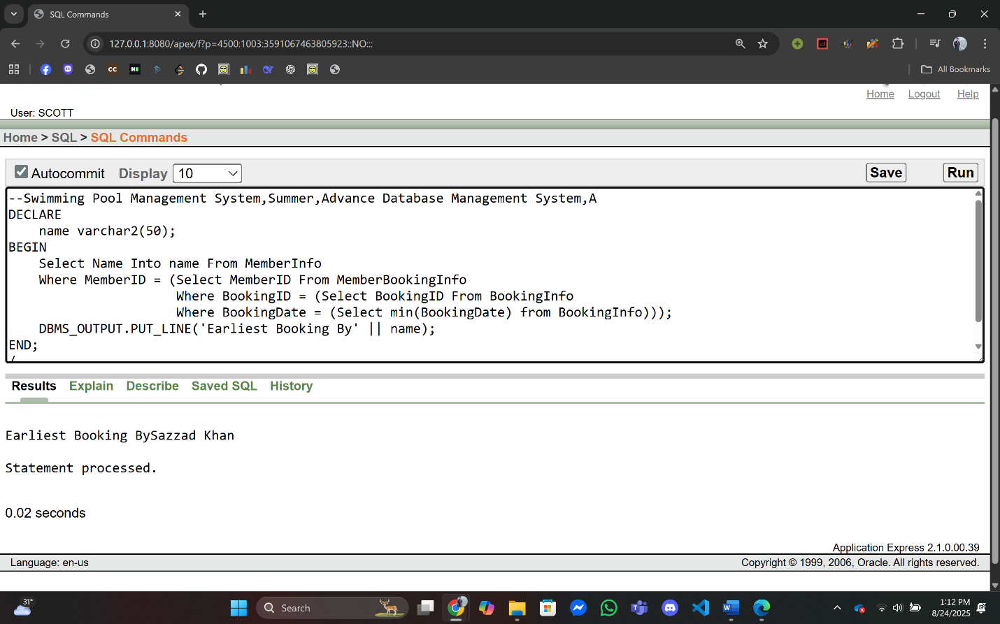 SQL Commands
127.0.0.1:8080/apex/f?p=4500:1003:3591067463805923::NO:::
All Bookmarks
Home Logout Help
User: SCOTT
Home > SQL > SQL Commands
Autocommit Display 10 Save Run
--Swimming Pool Management System,Summer,Advance Database Management System,A
DECLARE
name varchar2(50);
BEGIN
Select Name Into name From MemberInfo
Where MemberID = (Select MemberID From MemberBookingInfo
Where BookingID = (Select BookingID From BookingInfo
Where BookingDate = (Select min(BookingDate) from BookingInfo)));
DBMS_OUTPUT.PUT_LINE('Earliest Booking By' || name);
END;
/
Results Explain Describe Saved SQL History
Earliest Booking BySazzad Khan
Statement processed.
0.02 seconds
Application Express 2.1.0.00.39
Language: en-us Copyright © 1999, 2006, Oracle. All rights reserved.
31°
Search
1:12 PM
8/24/2025